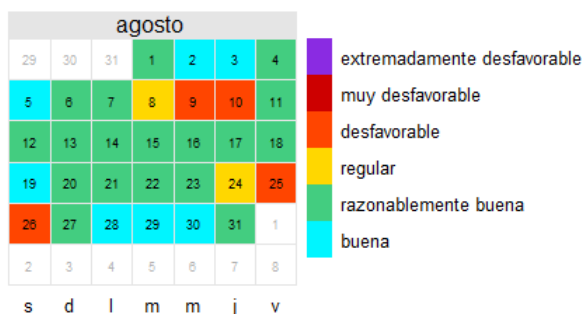 agosto
29 30 31 1 2 3 4
5 6 7 8 9 10 11
12 13 14 15 16 17 18
19 20 21 22 23 24 25
26 27 28 29 30 31 1
2 3 4 5 6 7 8
s d l m m j v
extremadamente desfavorable
muy desfavorable
desfavorable
regular
razonablemente buena
buena